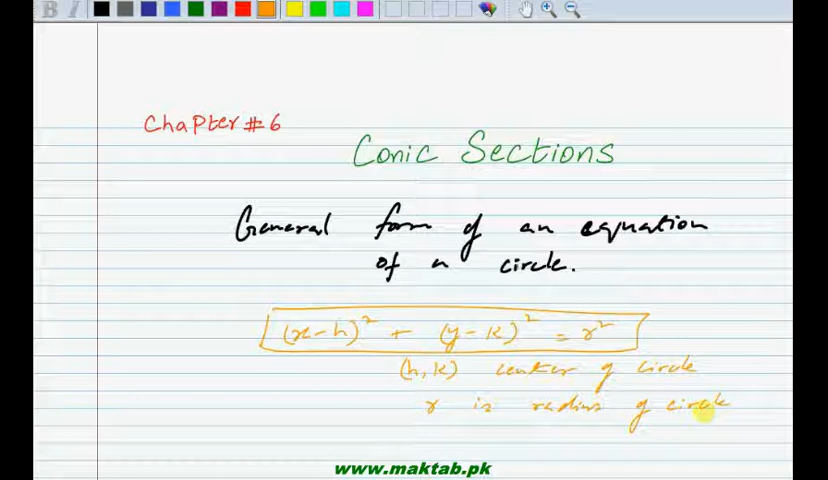 B I
Chapter # 6
Conic Sections
General form of an equation
of a circle.
(x-h)² + (y-k)² = r²
(h,k) center of circle
r is radius of circle
www.maktab.pk